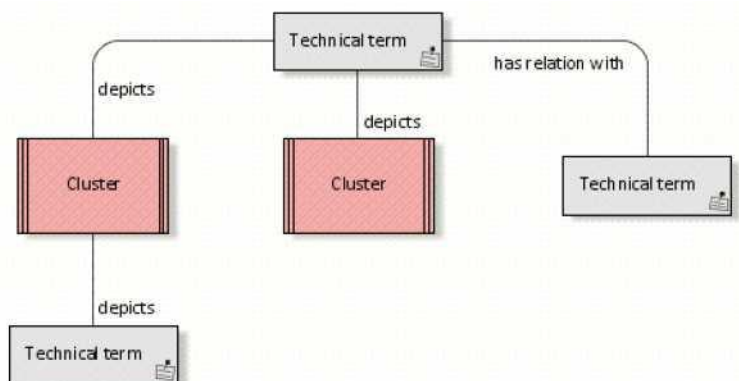 Technical term
has relation with
depicts
depicts
Cluster
Cluster
Technical term
depicts
Technical term